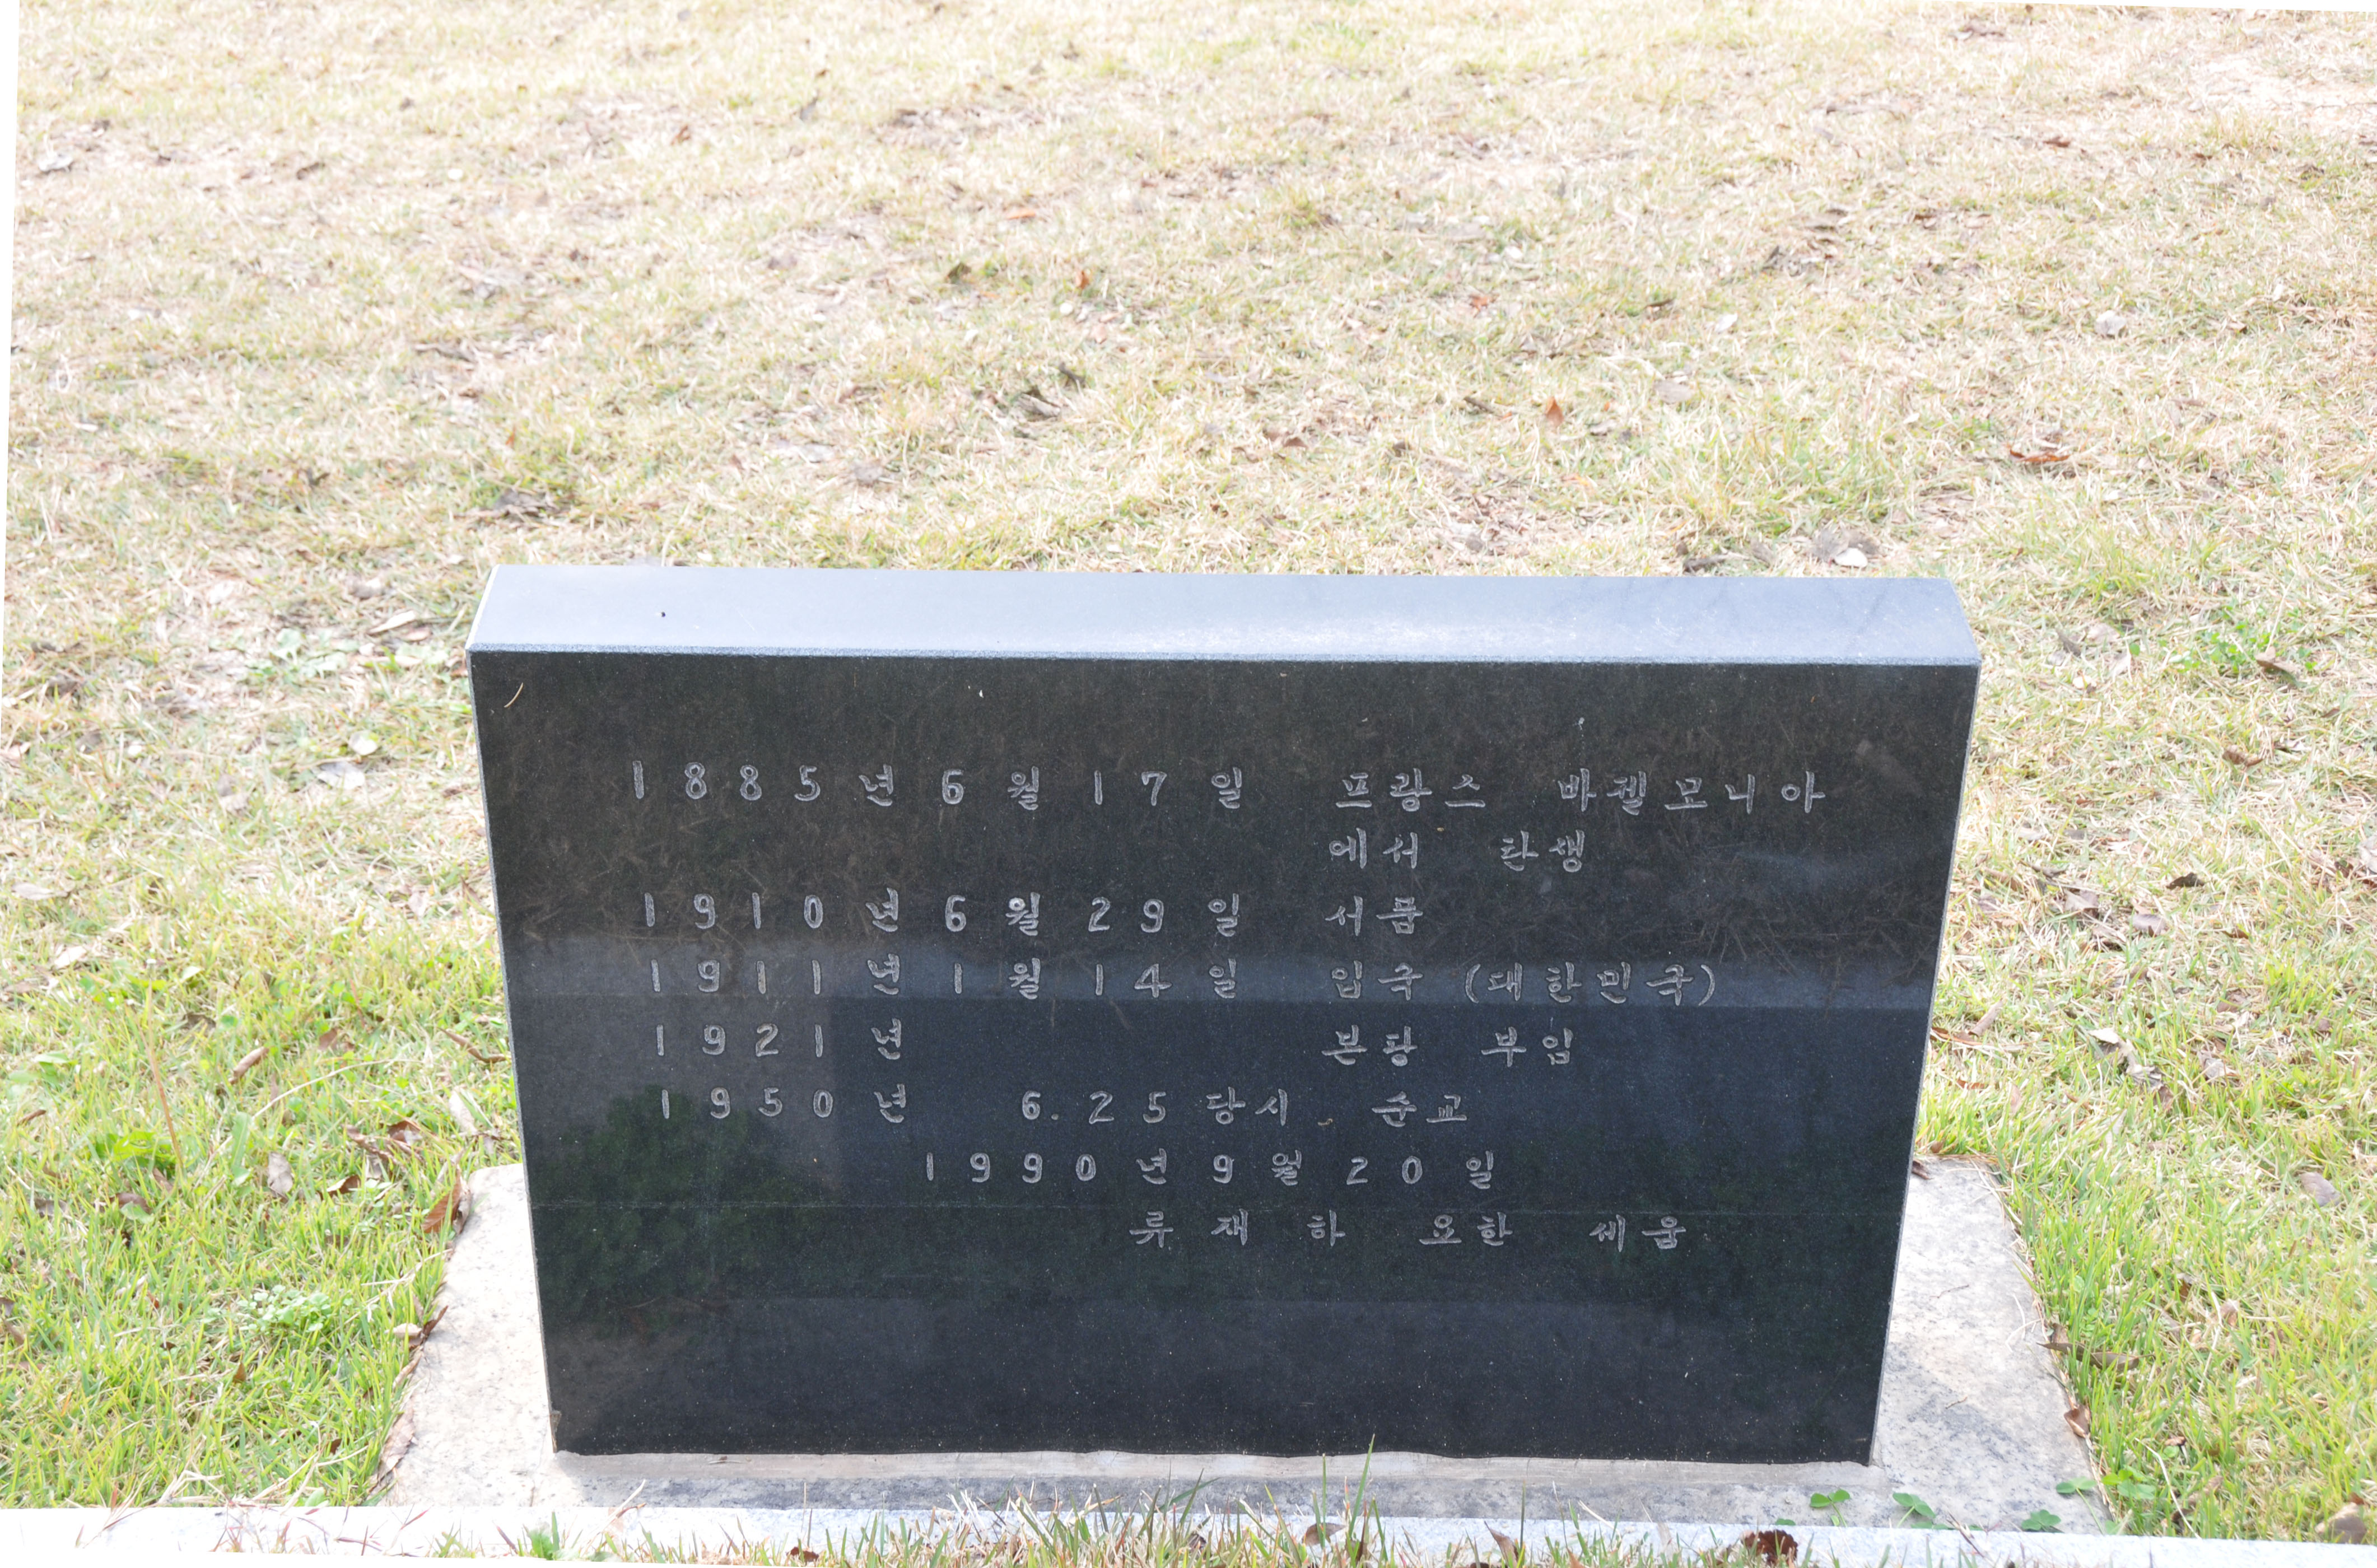 1885년 6월 17일 프랑스 바젤모니아
에서 탄생
1910년 6월 29일 서품
1911년 1월 14일 입국 (대한민국)
1921년 본당 부임
1950년 6.25 당시 순교
1990년 9월 20일
류재하 요한 세움